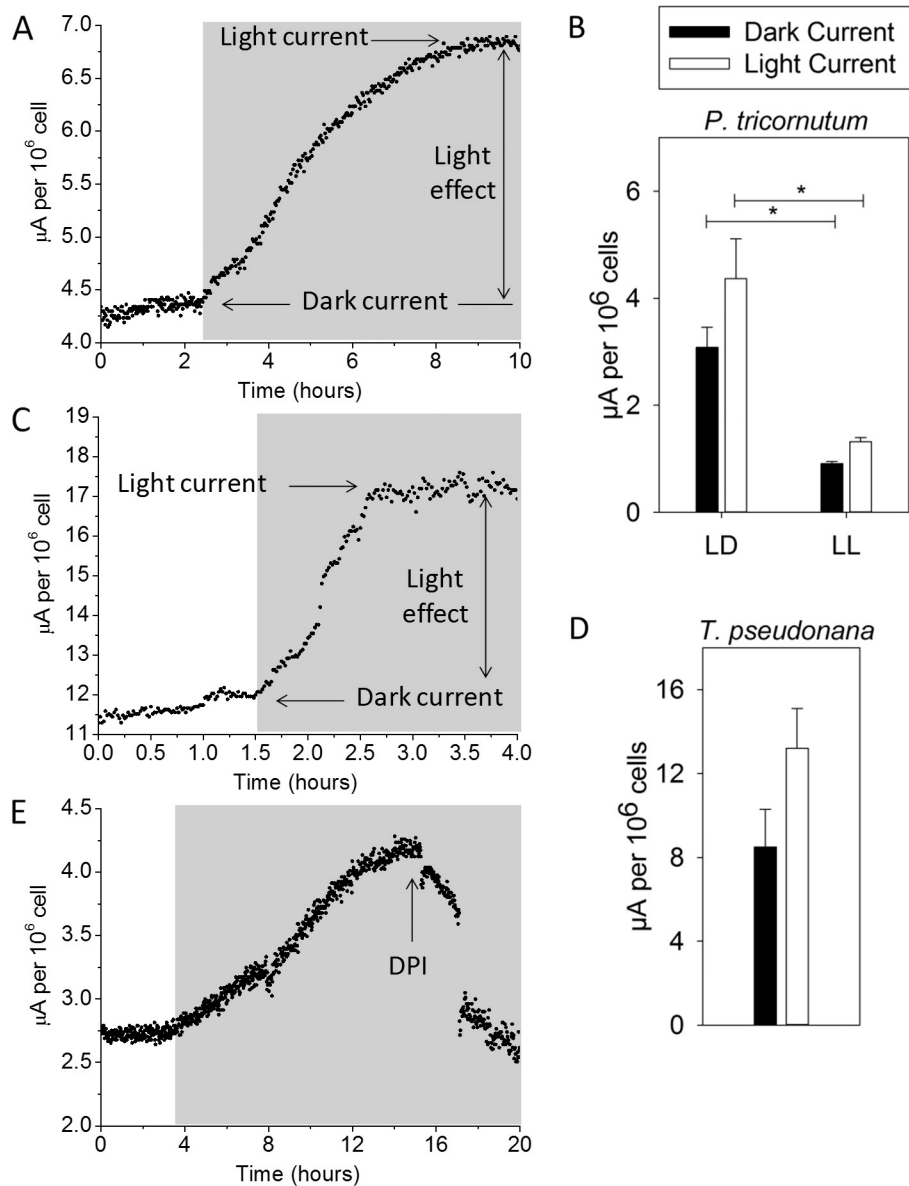 A
7.0
6.5
6.0
5.5
5.0
4.5
4.0
µA per 10⁶ cell
Light current
Light
effect
Dark current
0 2 4 6 8 10
Time (hours)
B
Dark Current
Light Current
P. tricornutum
6
4
2
0
µA per 10⁶ cells
*
*
LD LL
C
19
18
17
16
15
14
13
12
11
µA per 10⁶ cell
Light current
Light
effect
Dark current
0.0 0.5 1.0 1.5 2.0 2.5 3.0 3.5 4.0
Time (hours)
D
T. pseudonana
16
12
8
4
0
µA per 10⁶ cells
E
4.5
4.0
3.5
3.0
2.5
2.0
µA per 10⁶ cell
DPI
0 4 8 12 16 20
Time (hours)